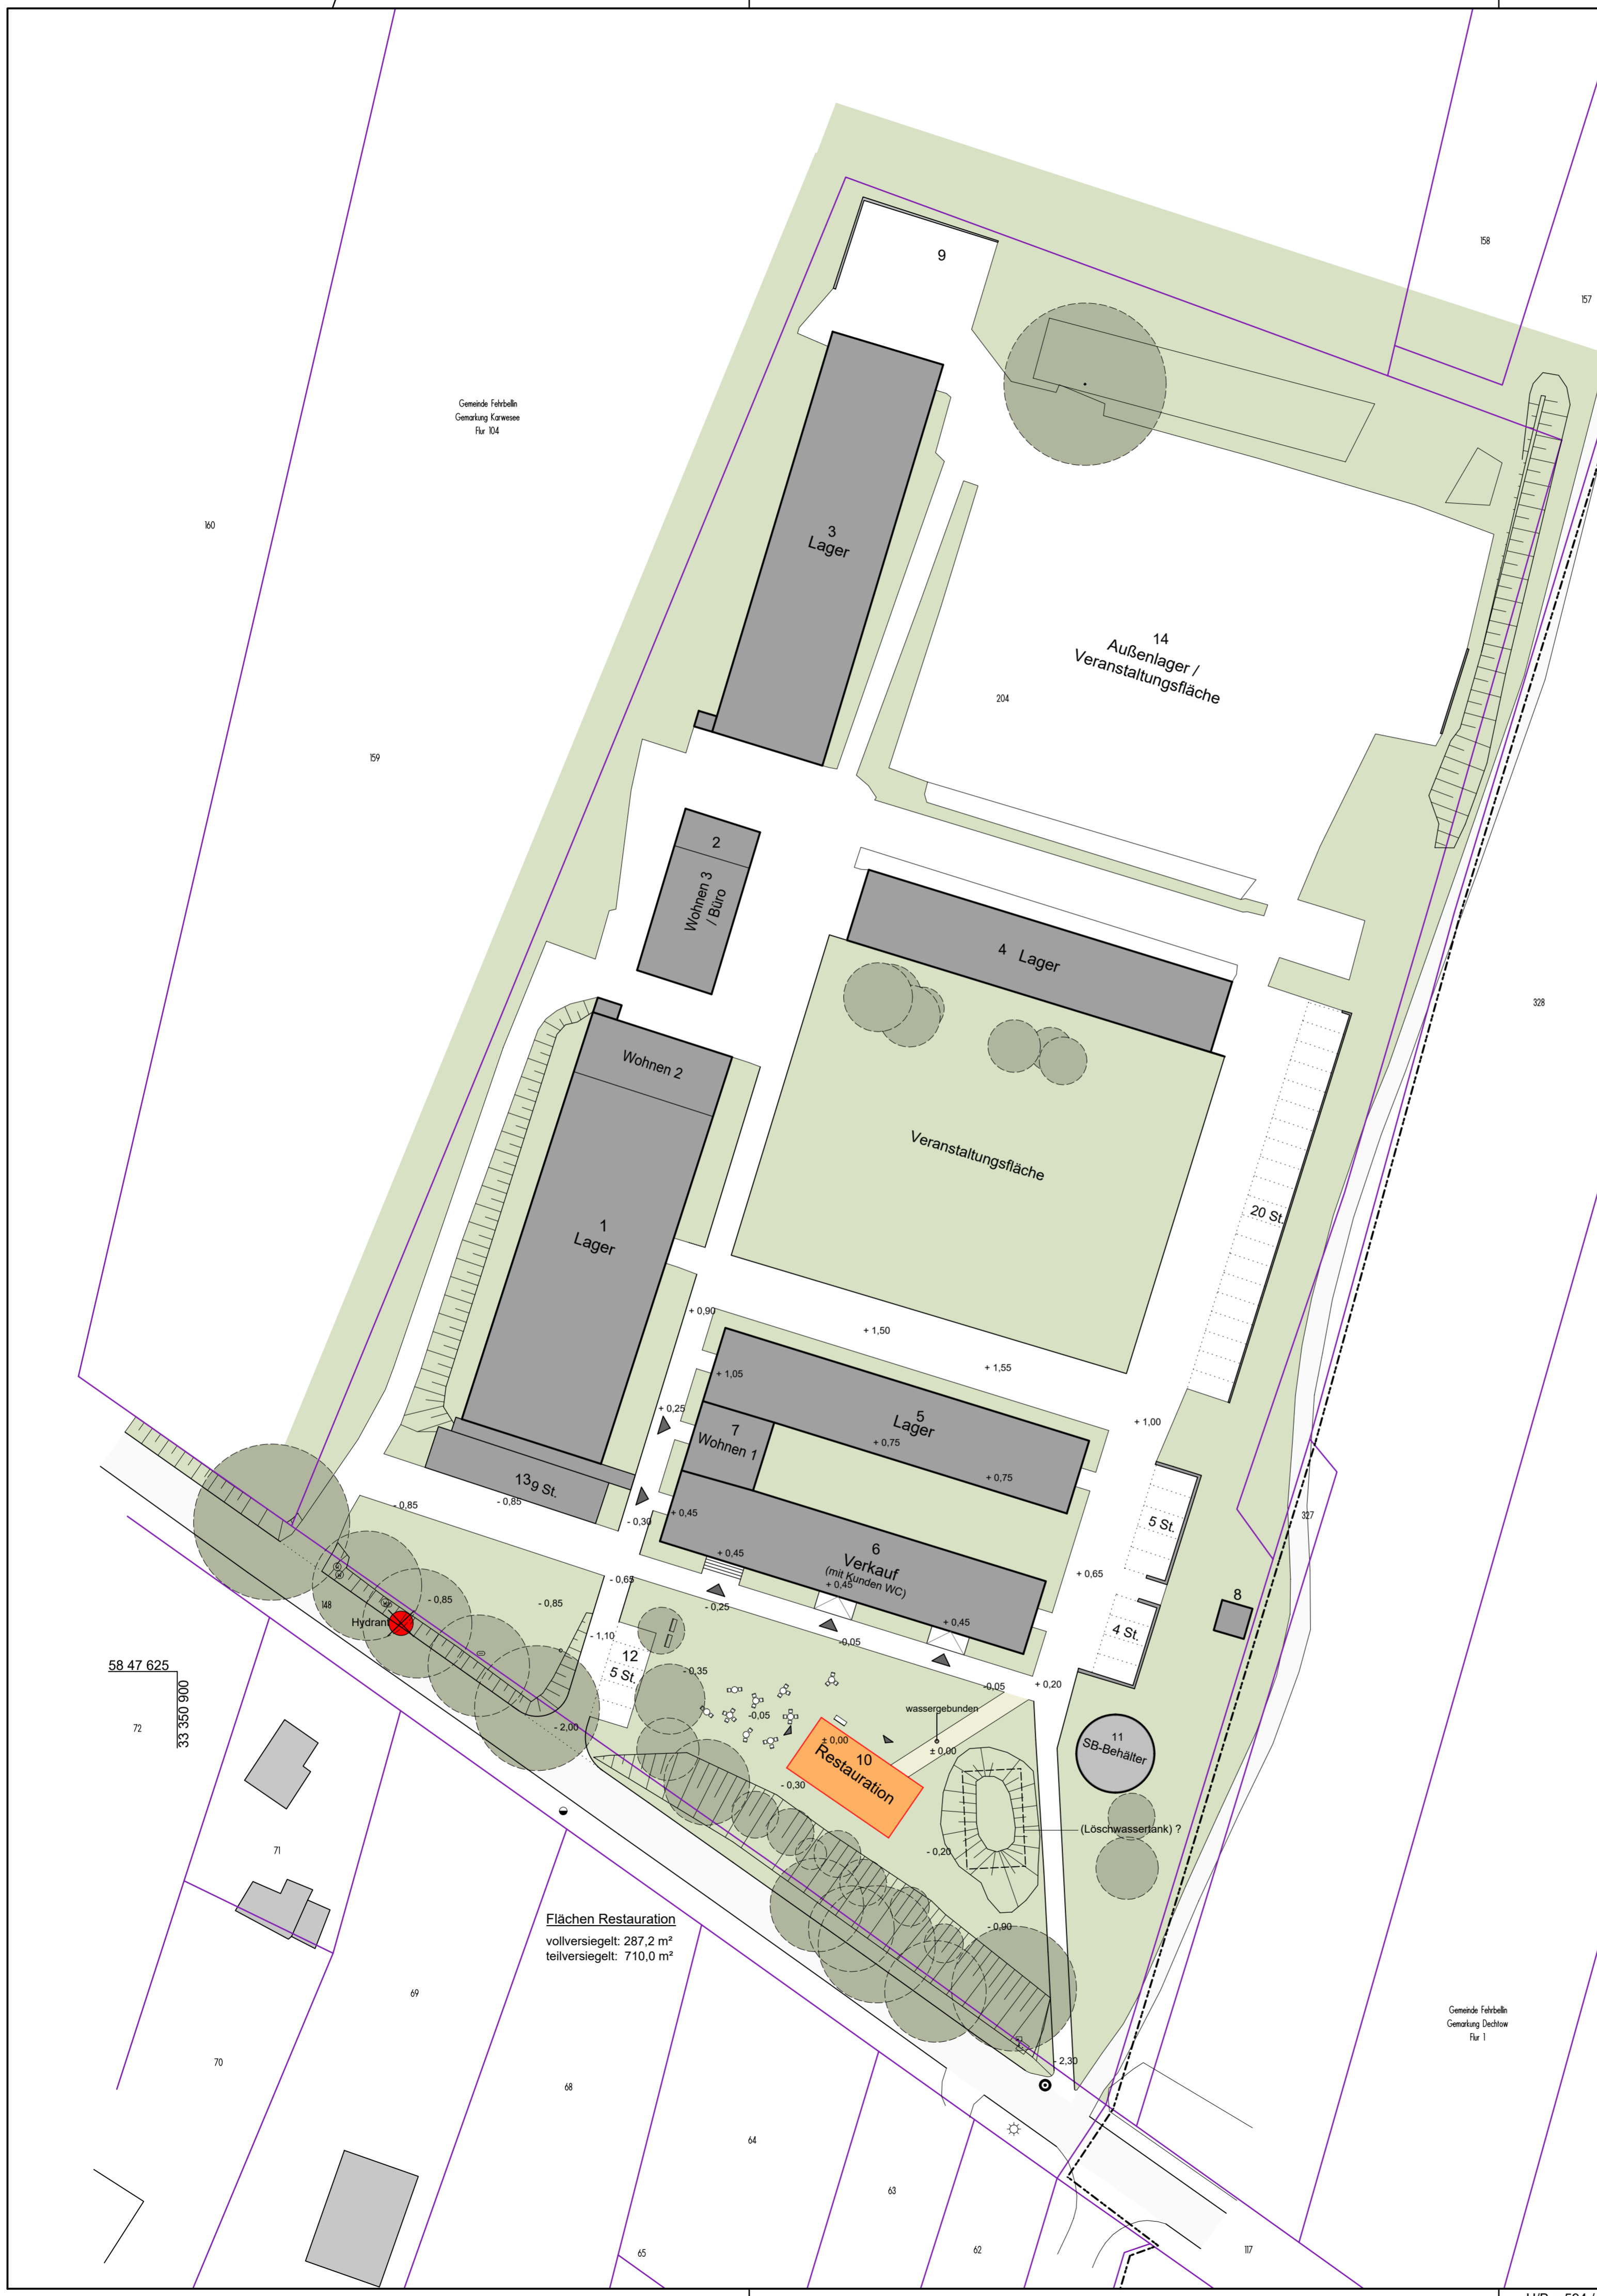 9
158
157
Gemeinde Fehrbellin
Gemarkung Karwesee
Flur 104
160
3
Lager
14
Außenlager /
Veranstaltungsfläche
204
159
2
Wohnen 3
/ Büro
4 Lager
328
Wohnen 2
Veranstaltungsfläche
1
Lager
20 St.
+ 0,90
+ 1,50
+ 1,55
+ 1,05
+ 0,25
5
Lager
+ 1,00
7
Wohnen 1
+ 0,75
+ 0,75
13
9 St.
- 0,85
- 0,85
- 0,30
+ 0,45
5 St.
327
6
Verkauf
(mit Kunden WC)
+ 0,45
+ 0,45
+ 0,45
+ 0,65
- 0,65
- 0,25
-0,05
8
148
- 0,85
- 0,85
Hydrant
- 1,10
4 St.
12
5 St.
- 0,35
-0,05
+ 0,20
58 47 625
33 350 900
72
- 2,00
-0,05
wassergebunden
± 0,00
± 0,00
10
Restauration
11
SB-Behälter
- 0,30
(Löschwassertank) ?
- 0,20
71
Flächen Restauration
vollversiegelt: 287,2 m²
teilversiegelt: 710,0 m²
- 0,90
69
Gemeinde Fehrbellin
Gemarkung Dechtow
Flur 1
70
- 2,30
68
64
63
65
62
117